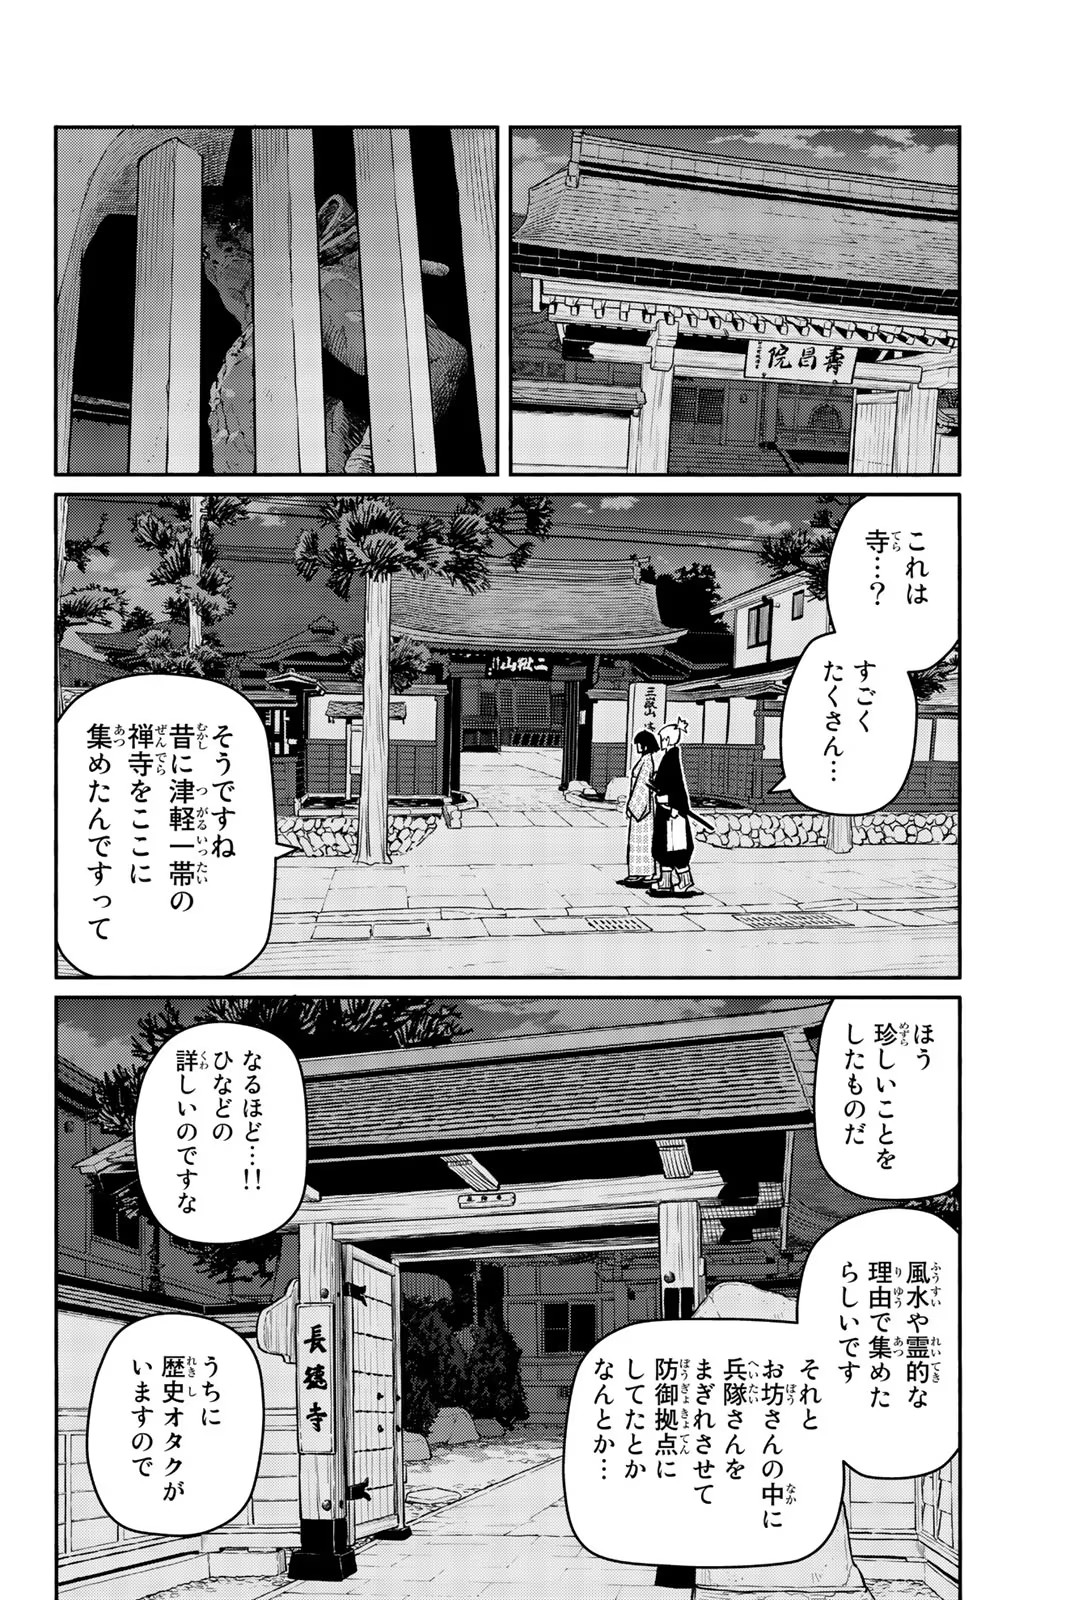 壽昌院
これは
寺…?
すごく
たくさん…
二嶽山
三嶽山
そうですね
昔に津軽一帯の
禅寺をここに
集めたんですって
ほう
珍しいことを
したものだ
風水や霊的な
理由で集めた
らしいです
それと
お坊さんの中に
兵隊さんを
まぎれさせて
防御拠点に
してたとか
なんとか…
なるほど…!!
ひなどの
詳しいのですな
うちに
歴史オタクが
いますので
長德寺